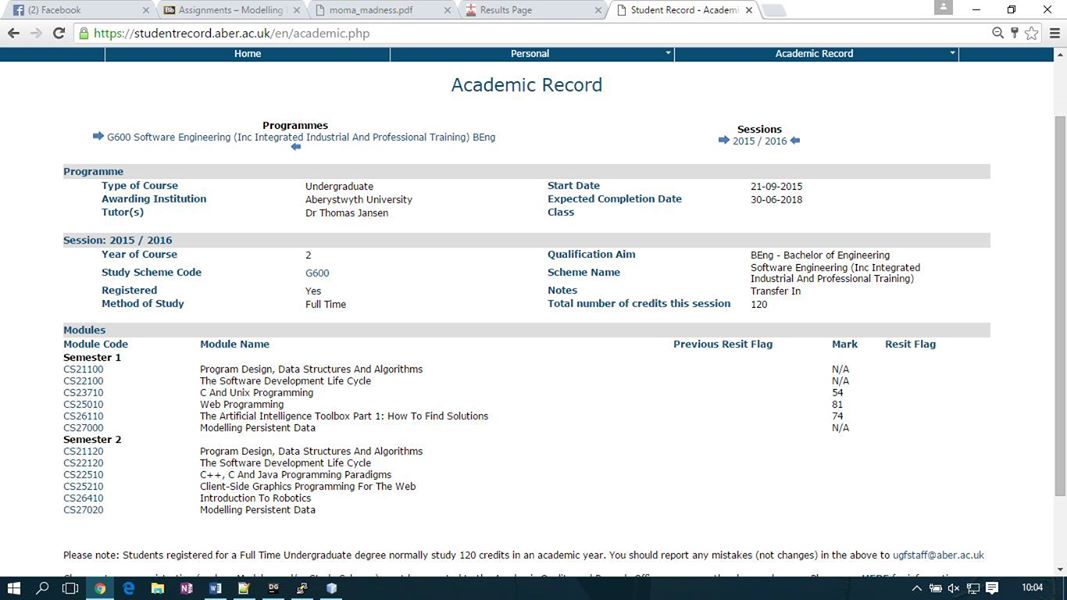 (2) Facebook
Assignments – Modelling
moma_madness.pdf
Results Page
Student Record - Academi
https://studentrecord.aber.ac.uk/en/academic.php
Home Personal Academic Record
Academic Record
Programmes
G600 Software Engineering (Inc Integrated Industrial And Professional Training) BEng
Sessions
2015 / 2016
Programme
Type of Course Undergraduate Start Date 21-09-2015
Awarding Institution Aberystwyth University Expected Completion Date 30-06-2018
Tutor(s) Dr Thomas Jansen Class
Session: 2015 / 2016
Year of Course 2 Qualification Aim BEng - Bachelor of Engineering
Study Scheme Code G600 Scheme Name Software Engineering (Inc Integrated
Industrial And Professional Training)
Registered Yes Notes Transfer In
Method of Study Full Time Total number of credits this session 120
Modules
Module Code Module Name Previous Resit Flag Mark Resit Flag
Semester 1
CS21100 Program Design, Data Structures And Algorithms N/A
CS22100 The Software Development Life Cycle N/A
CS23710 C And Unix Programming 54
CS25010 Web Programming 81
CS26110 The Artificial Intelligence Toolbox Part 1: How To Find Solutions 74
CS27000 Modelling Persistent Data N/A
Semester 2
CS21120 Program Design, Data Structures And Algorithms
CS22120 The Software Development Life Cycle
CS22510 C++, C And Java Programming Paradigms
CS25210 Client-Side Graphics Programming For The Web
CS26410 Introduction To Robotics
CS27020 Modelling Persistent Data
Please note: Students registered for a Full Time Undergraduate degree normally study 120 credits in an academic year. You should report any mistakes (not changes) in the above to ugfstaff@aber.ac.uk
10:04